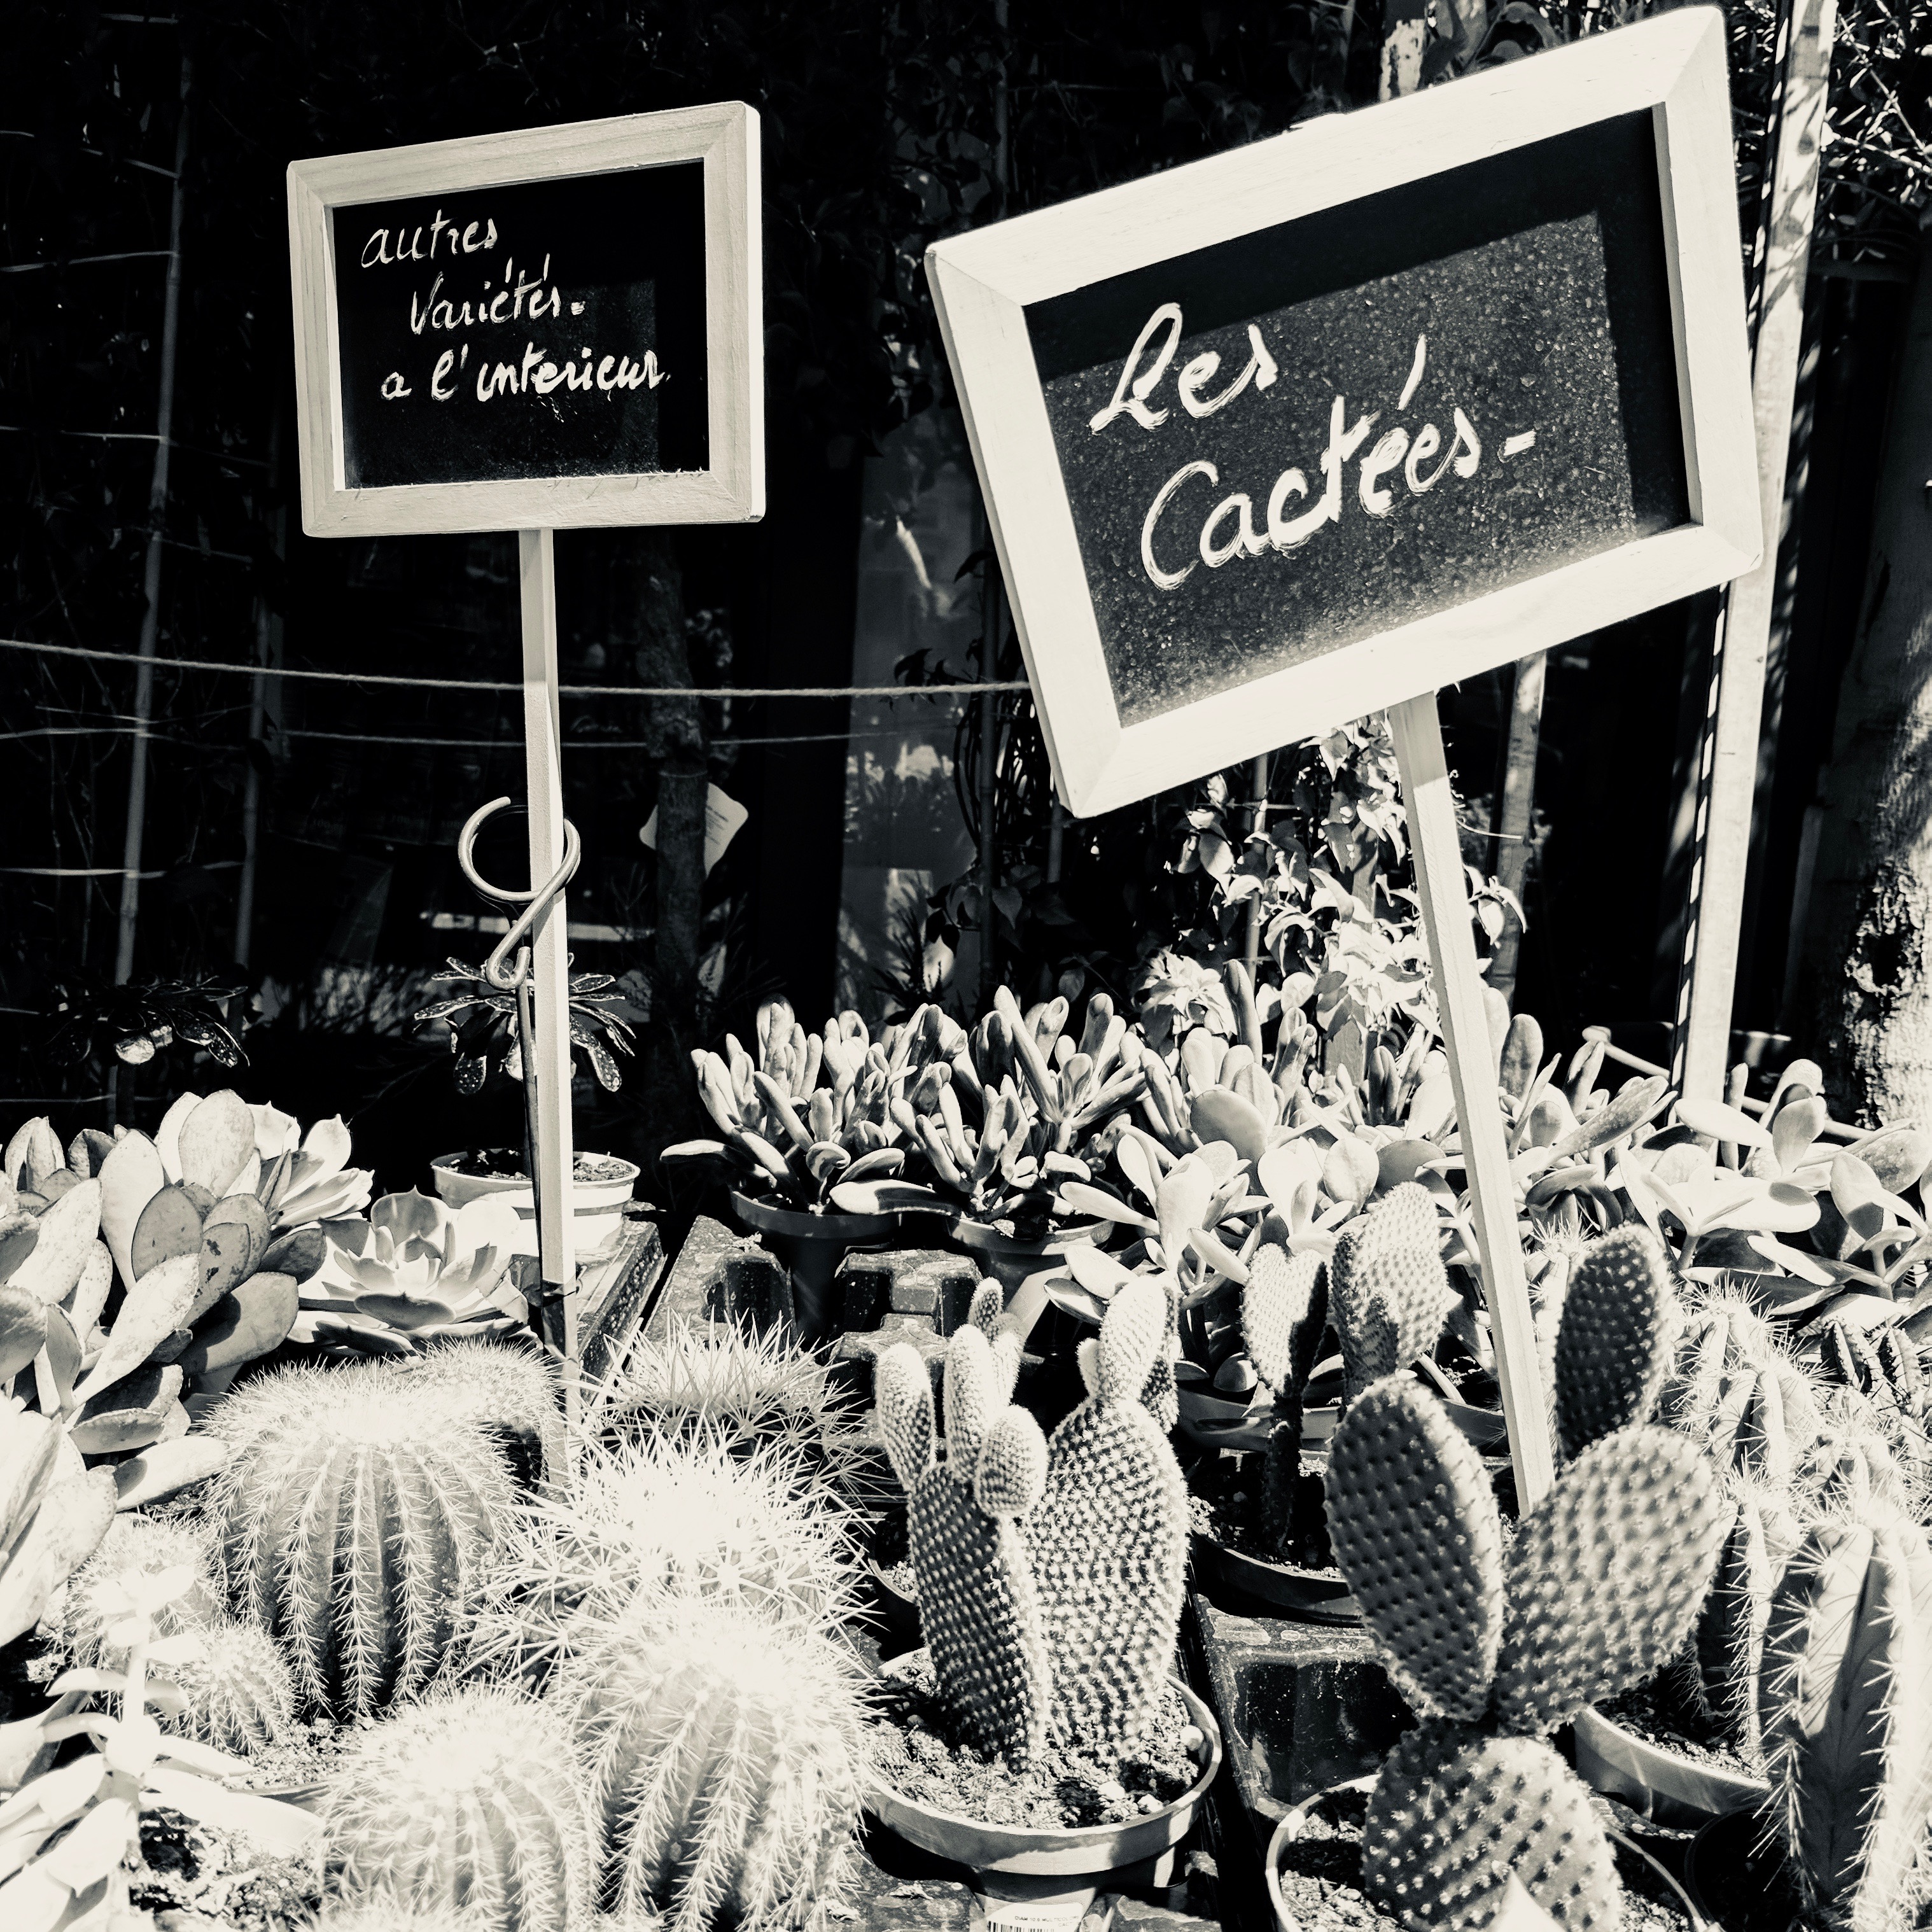 autres
Variétés.
a l'interieur.
Les
Cactées-